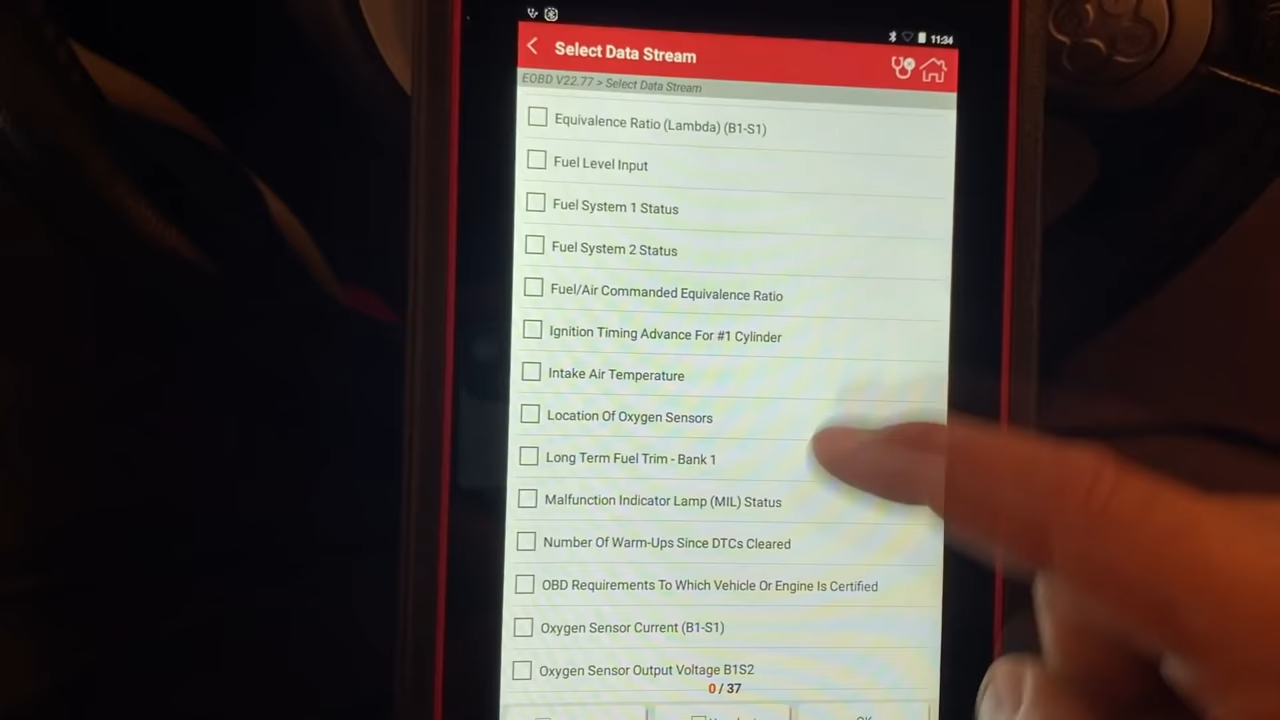 11:34
Select Data Stream
EOBD V22.77 > Select Data Stream
Equivalence Ratio (Lambda) (B1-S1)
Fuel Level Input
Fuel System 1 Status
Fuel System 2 Status
Fuel/Air Commanded Equivalence Ratio
Ignition Timing Advance For #1 Cylinder
Intake Air Temperature
Location Of Oxygen Sensors
Long Term Fuel Trim - Bank 1
Malfunction Indicator Lamp (MIL) Status
Number Of Warm-Ups Since DTCs Cleared
OBD Requirements To Which Vehicle Or Engine Is Certified
Oxygen Sensor Current (B1-S1)
Oxygen Sensor Output Voltage B1S2
0 / 37